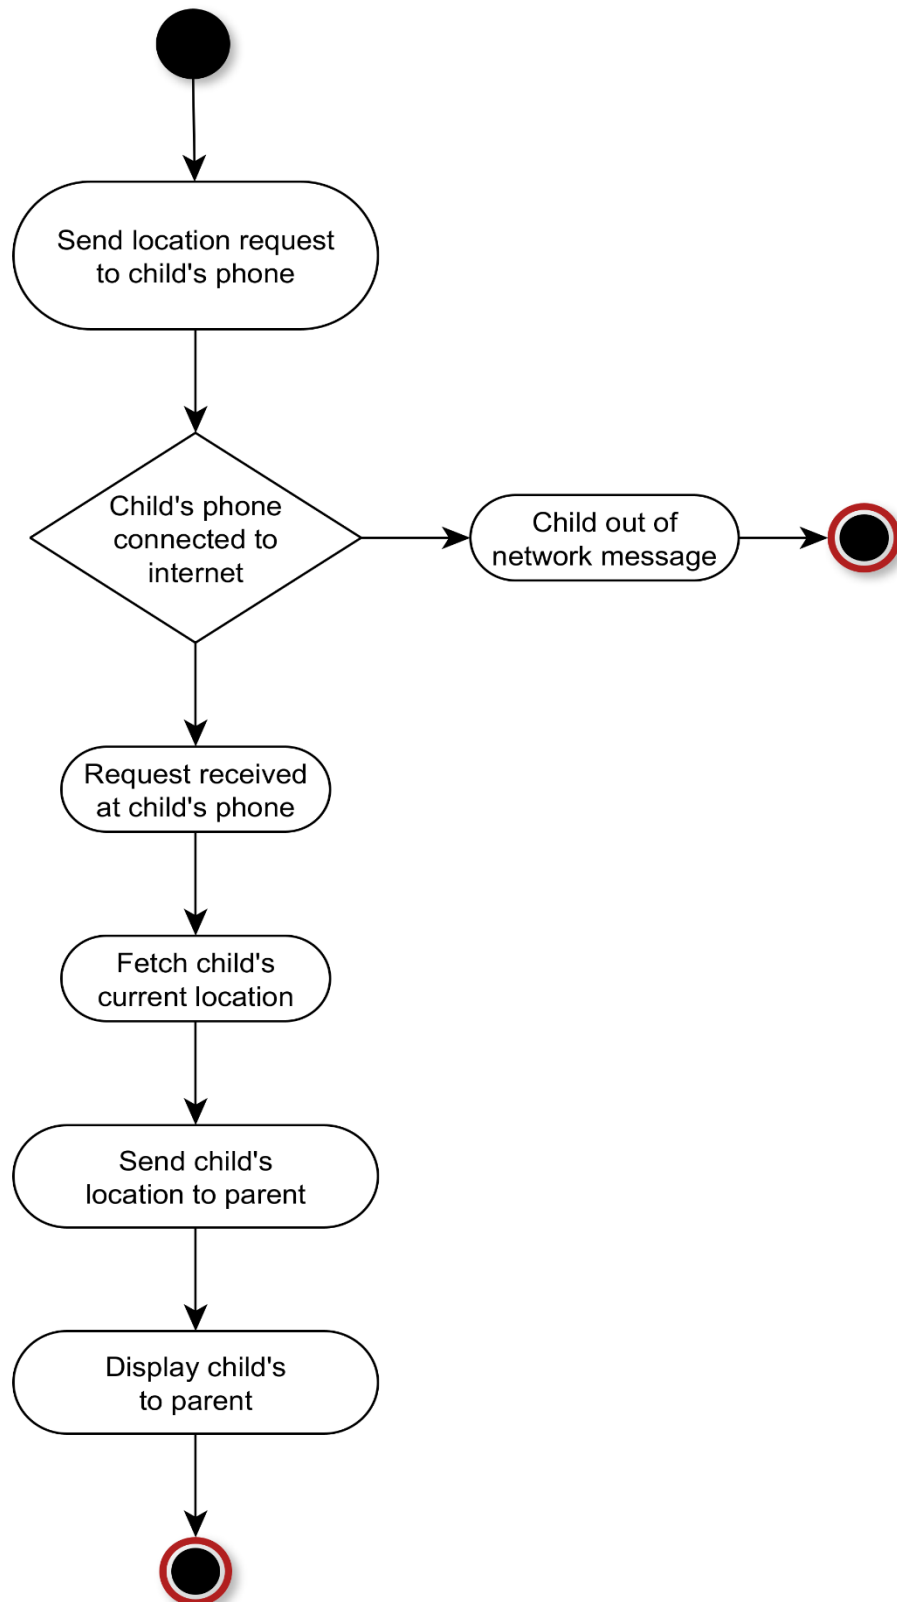 Send location request
to child's phone
Child's phone
connected to
internet
Child out of
network message
Request received
at child's phone
Fetch child's
current location
Send child's
location to parent
Display child's
to parent